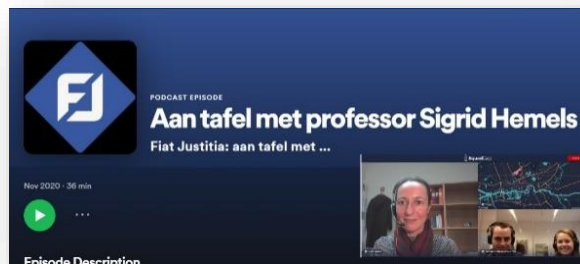 FJ
PODCAST EPISODE
Aan tafel met professor Sigrid Hemels
Fiat Justitia: aan tafel met ...
Nov 2020 · 36 min
...
Episode Description